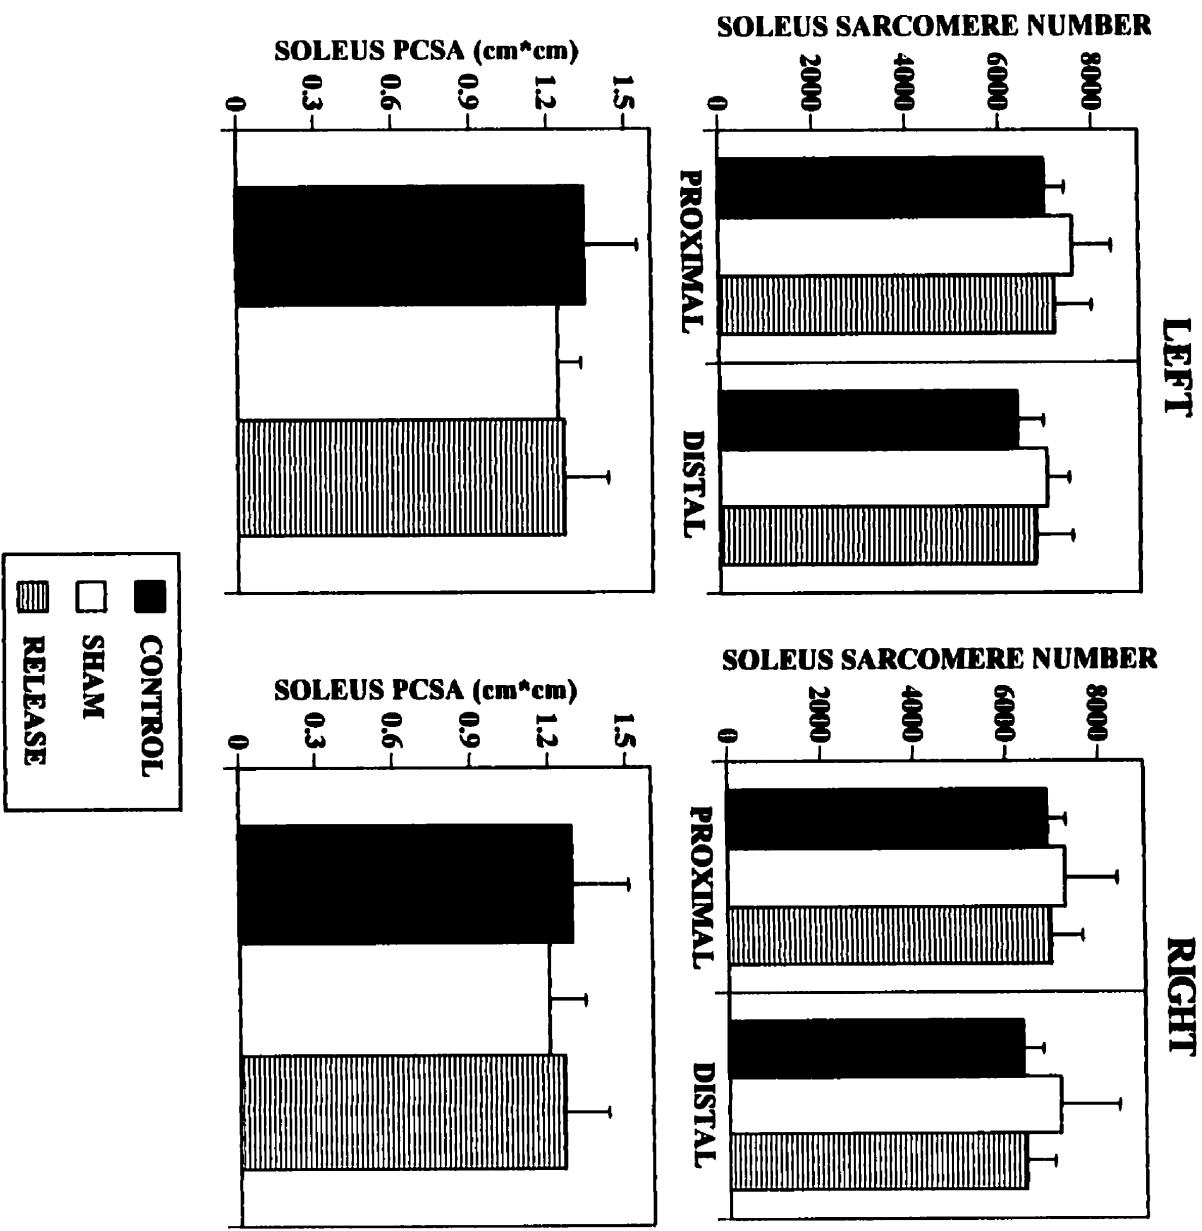 LEFT
SOLEUS SARCOMERE NUMBER
8000
6000
4000
2000
0
PROXIMAL
DISTAL
RIGHT
SOLEUS SARCOMERE NUMBER
8000
6000
4000
2000
0
PROXIMAL
DISTAL
SOLEUS PCSA (cm*cm)
1.5
1.2
0.9
0.6
0.3
0
SOLEUS PCSA (cm*cm)
1.5
1.2
0.9
0.6
0.3
0
CONTROL
SHAM
RELEASE